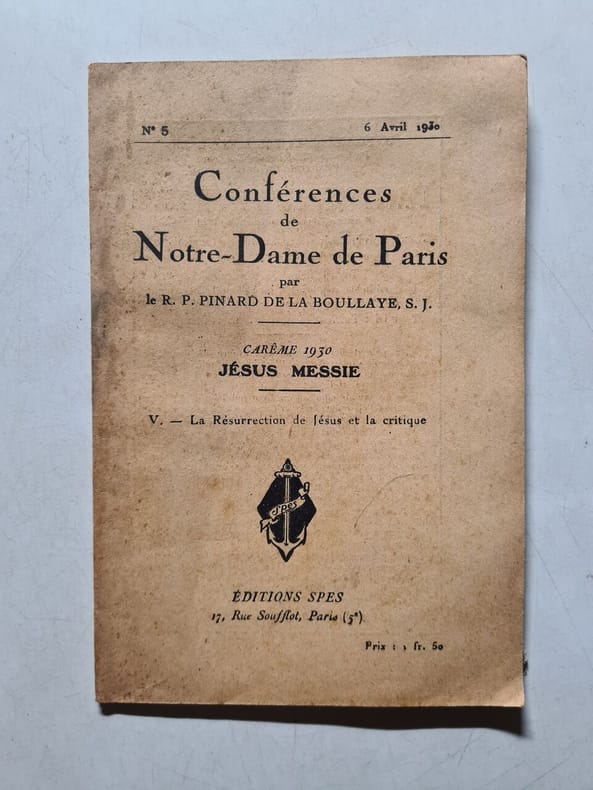 N° 5 6 Avril 1930
Conférences
de
Notre-Dame de Paris
par
le R. P. PINARD DE LA BOULLAYE, S. J.
CARÊME 1930
JÉSUS MESSIE
V. — La Résurrection de Jésus et la critique
Spes
ÉDITIONS SPES
17, Rue Soufflot, Paris (5e)
Prix : 1 fr. 50